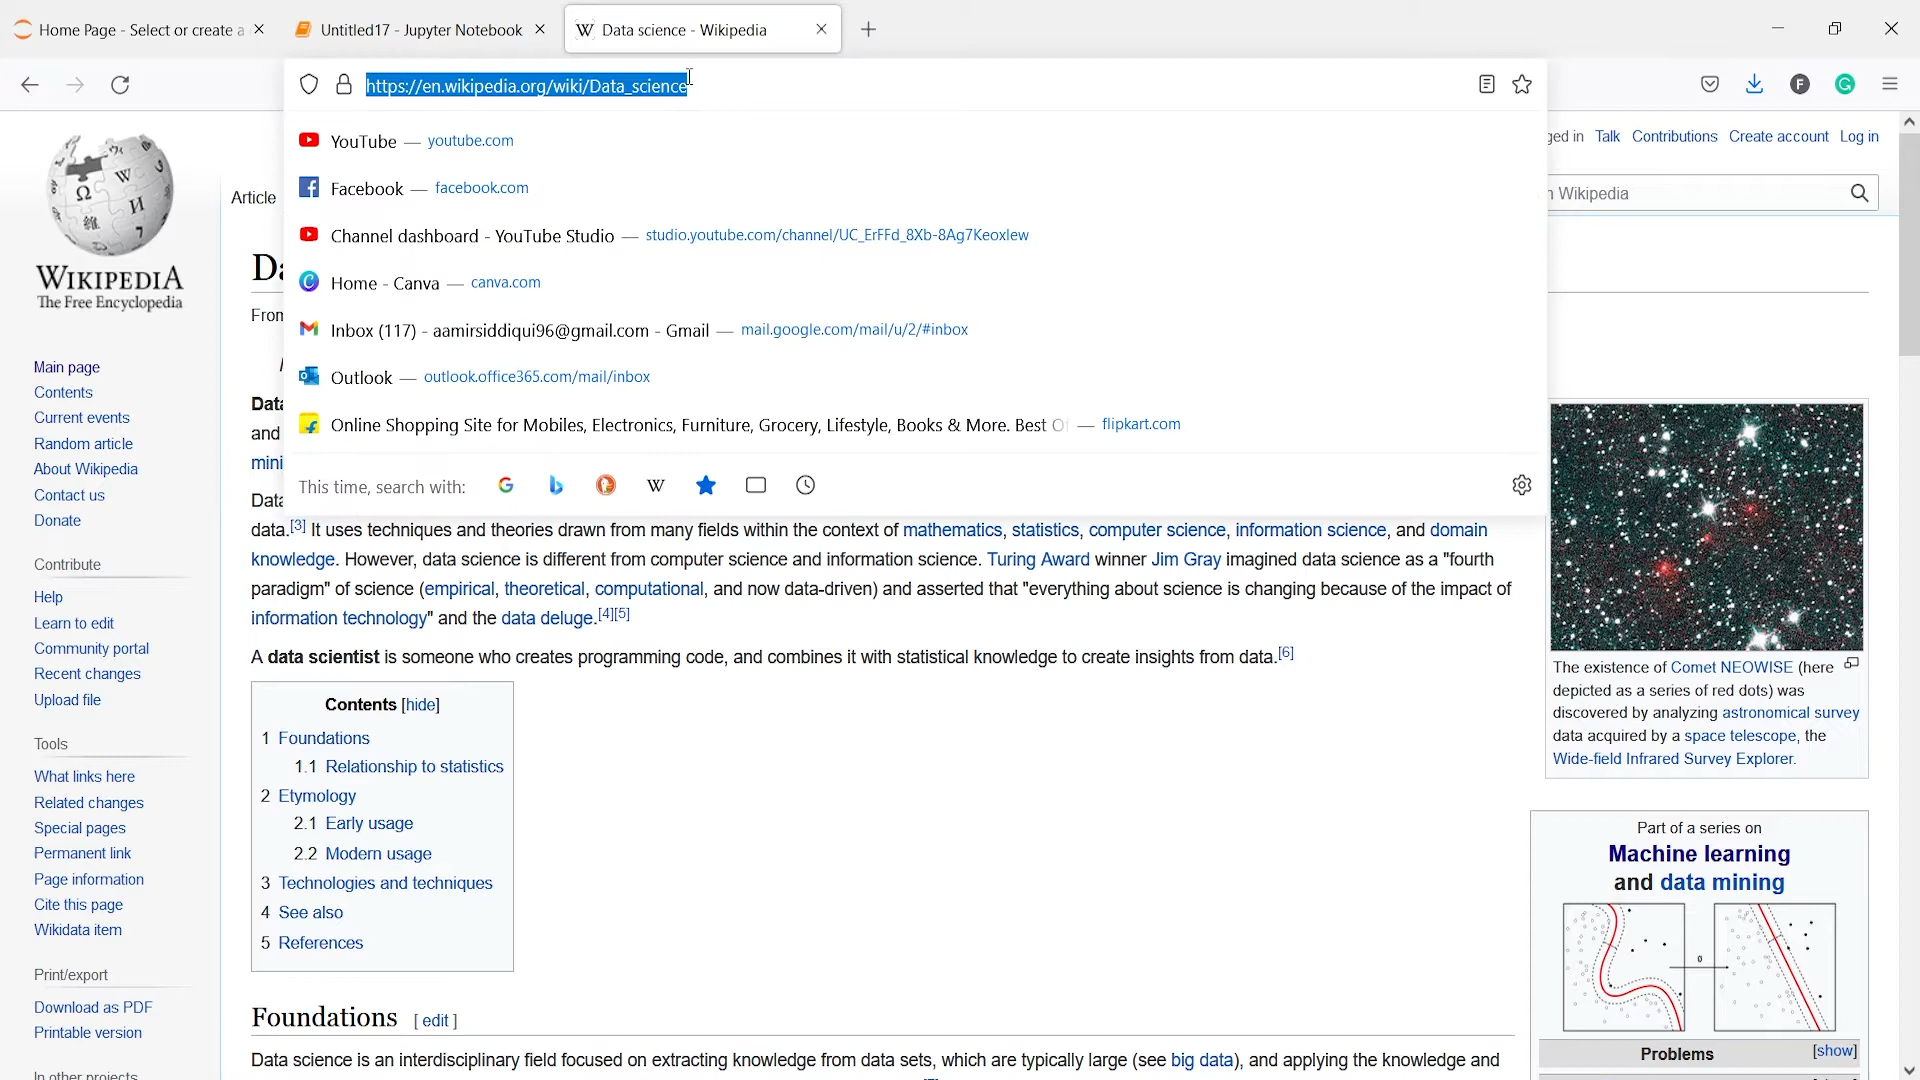 Home Page - Select or create a
Untitled17 - Jupyter Notebook
Data science - Wikipedia
https://en.wikipedia.org/wiki/Data_science
YouTube — youtube.com
Facebook — facebook.com
Channel dashboard - YouTube Studio — studio.youtube.com/channel/UC_ErFFd_8Xb-8Ag7Keoxlew
Home - Canva — canva.com
Inbox (117) - aamirsiddiqui96@gmail.com - Gmail — mail.google.com/mail/u/2/#inbox
Outlook — outlook.office365.com/mail/inbox
Online Shopping Site for Mobiles, Electronics, Furniture, Grocery, Lifestyle, Books & More. Best Of — flipkart.com
This time, search with:
WIKIPEDIA
The Free Encyclopedia
Main page
Contents
Current events
Random article
About Wikipedia
Contact us
Donate
Contribute
Help
Learn to edit
Community portal
Recent changes
Upload file
Tools
What links here
Related changes
Special pages
Permanent link
Page information
Cite this page
Wikidata item
Print/export
Download as PDF
Printable version
In other projects
ged in Talk Contributions Create account Log in
Article
Wikipedia
Da
From
Data
and
mini
Data
data.[3] It uses techniques and theories drawn from many fields within the context of mathematics, statistics, computer science, information science, and domain
knowledge. However, data science is different from computer science and information science. Turing Award winner Jim Gray imagined data science as a "fourth
paradigm" of science (empirical, theoretical, computational, and now data-driven) and asserted that "everything about science is changing because of the impact of
information technology" and the data deluge.[4][5]
A data scientist is someone who creates programming code, and combines it with statistical knowledge to create insights from data.[6]
Contents [hide]
1 Foundations
1.1 Relationship to statistics
2 Etymology
2.1 Early usage
2.2 Modern usage
3 Technologies and techniques
4 See also
5 References
Foundations [ edit ]
Data science is an interdisciplinary field focused on extracting knowledge from data sets, which are typically large (see big data), and applying the knowledge and
The existence of Comet NEOWISE (here
depicted as a series of red dots) was
discovered by analyzing astronomical survey
data acquired by a space telescope, the
Wide-field Infrared Survey Explorer.
Part of a series on
Machine learning
and data mining
Problems [show]